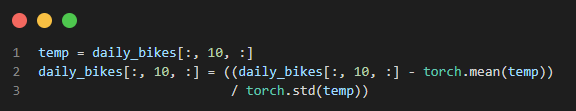 1 temp = daily_bikes[:, 10, :]
2 daily_bikes[:, 10, :] = ((daily_bikes[:, 10, :] - torch.mean(temp))
3                         / torch.std(temp))